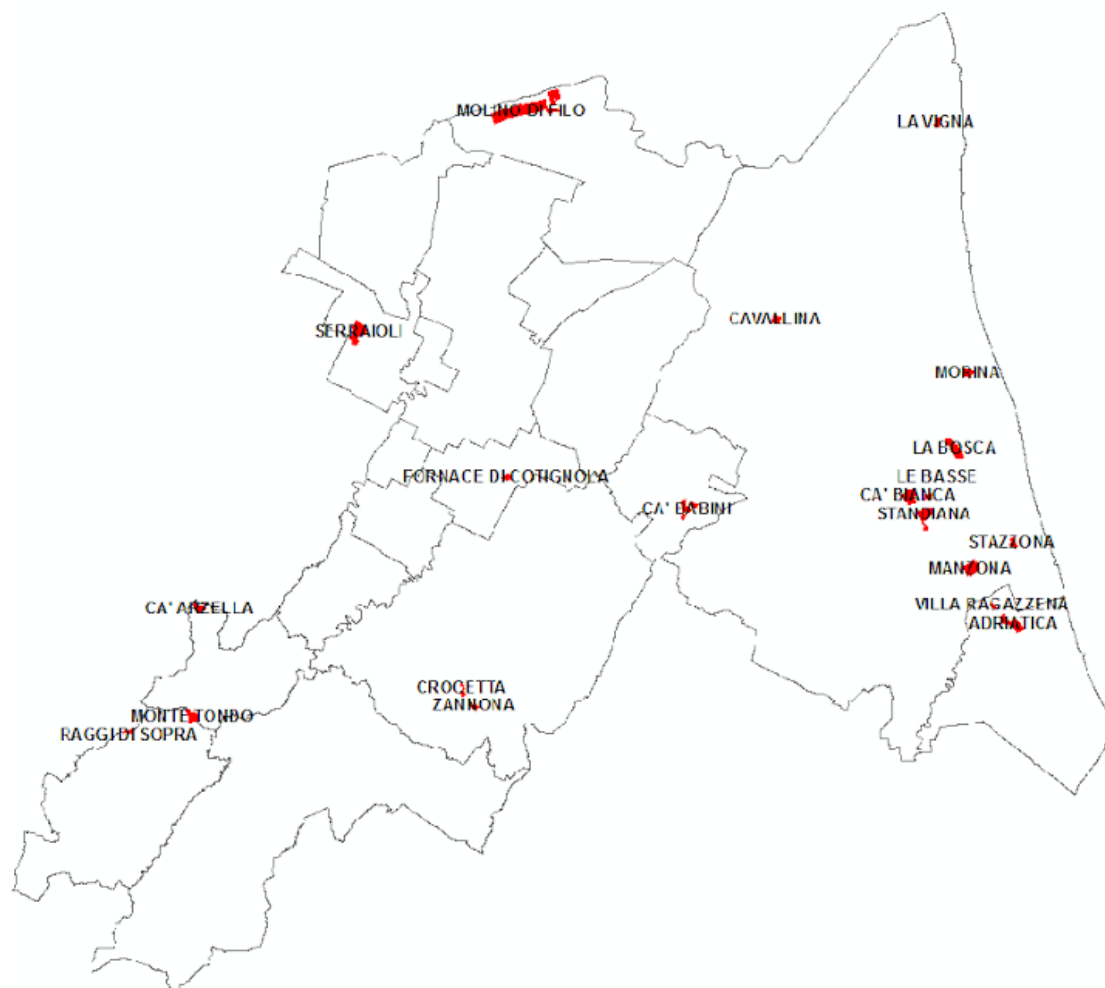 MOLINO DI FILO
LA VIGNA
CAVALLINA
SERRAIOLI
MORINA
LA BOSCA
LE BASSE
FORNACE DI COTIGNOLA
CA' BIANCA
CA' BABINI
STANDIANA
STAZZONA
MANZONA
CA' ARZELLA
VILLA RAGAZZENA
ADRIATICA
CROCETTA
ZANNONA
MONTE TONDO
RAGGI DI SOPRA